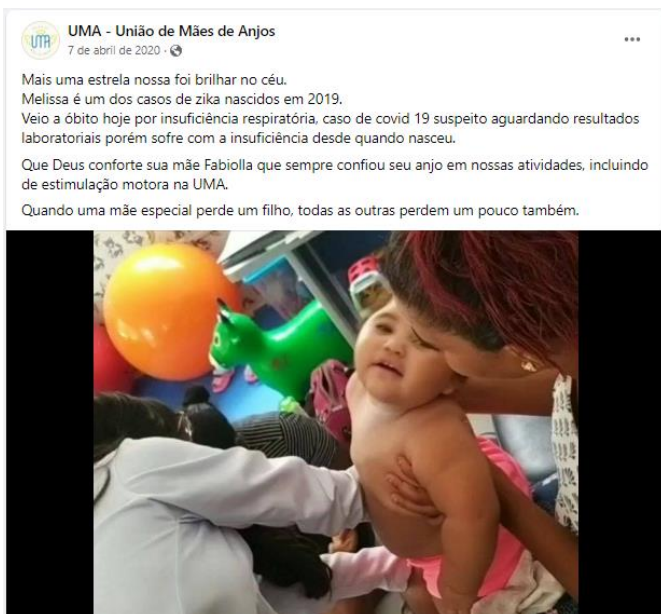 UMA
UMA - União de Mães de Anjos
7 de abril de 2020 ·
Mais uma estrela nossa foi brilhar no céu.
Melissa é um dos casos de zika nascidos em 2019.
Veio a óbito hoje por insuficiência respiratória, caso de covid 19 suspeito aguardando resultados
laboratoriais porém sofre com a insuficiência desde quando nasceu.
Que Deus conforte sua mãe Fabiolla que sempre confiou seu anjo em nossas atividades, incluindo
de estimulação motora na UMA.
Quando uma mãe especial perde um filho, todas as outras perdem um pouco também.